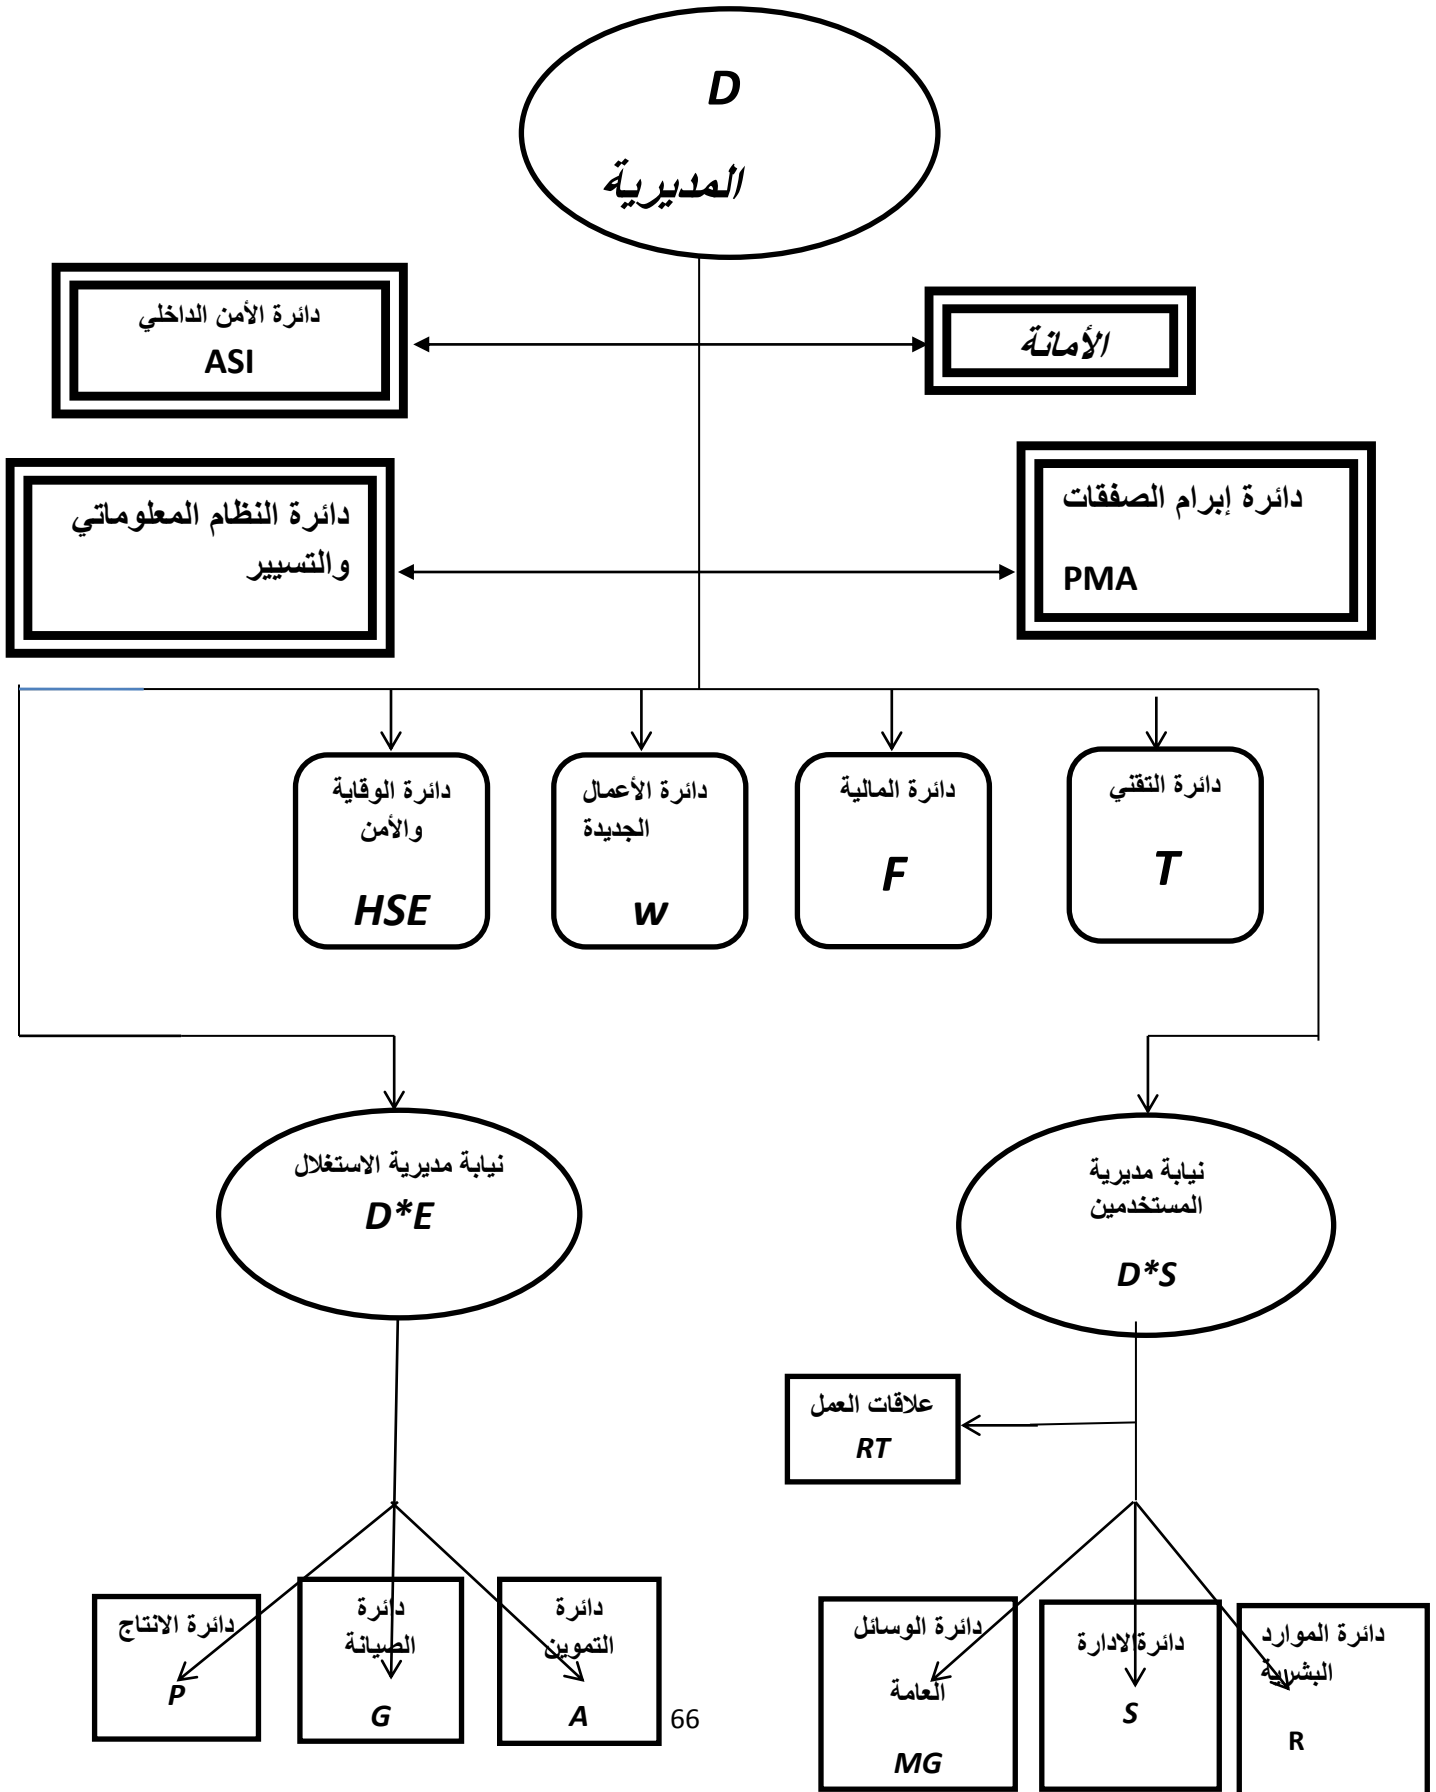 D
المديرية
الأمانة
دائرة الأمن الداخلي
ASI
دائرة إبرام الصفقات
PMA
دائرة النظام المعلوماتي
والتسيير
دائرة التقني
T
دائرة المالية
F
دائرة الأعمال
الجديدة
w
دائرة الوقاية
والأمن
HSE
نيابة مديرية
المستخدمين
D*S
نيابة مديرية الاستغلال
D*E
علاقات العمل
RT
دائرة الموارد
البشرية
R
دائرة الادارة
S
دائرة الوسائل
العامة
MG
دائرة
التموين
A
دائرة
الصيانة
G
دائرة الانتاج
P
66